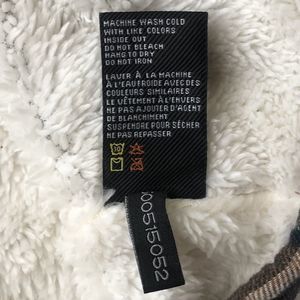 MACHINE WASH COLD
WITH LIKE COLORS
INSIDE OUT
DO NOT BLEACH
HANG TO DRY
DO NOT IRON
LAVER À LA MACHINE
À L'EAU FROIDE AVEC DES
COULEURS SIMILAIRES
LE VÊTEMENT À L'ENVERS
NE PAS AJOUTER D'AGENT
DE BLANCHIMENT
SUSPENDRE POUR SÉCHER
NE PAS REPASSER
00515052